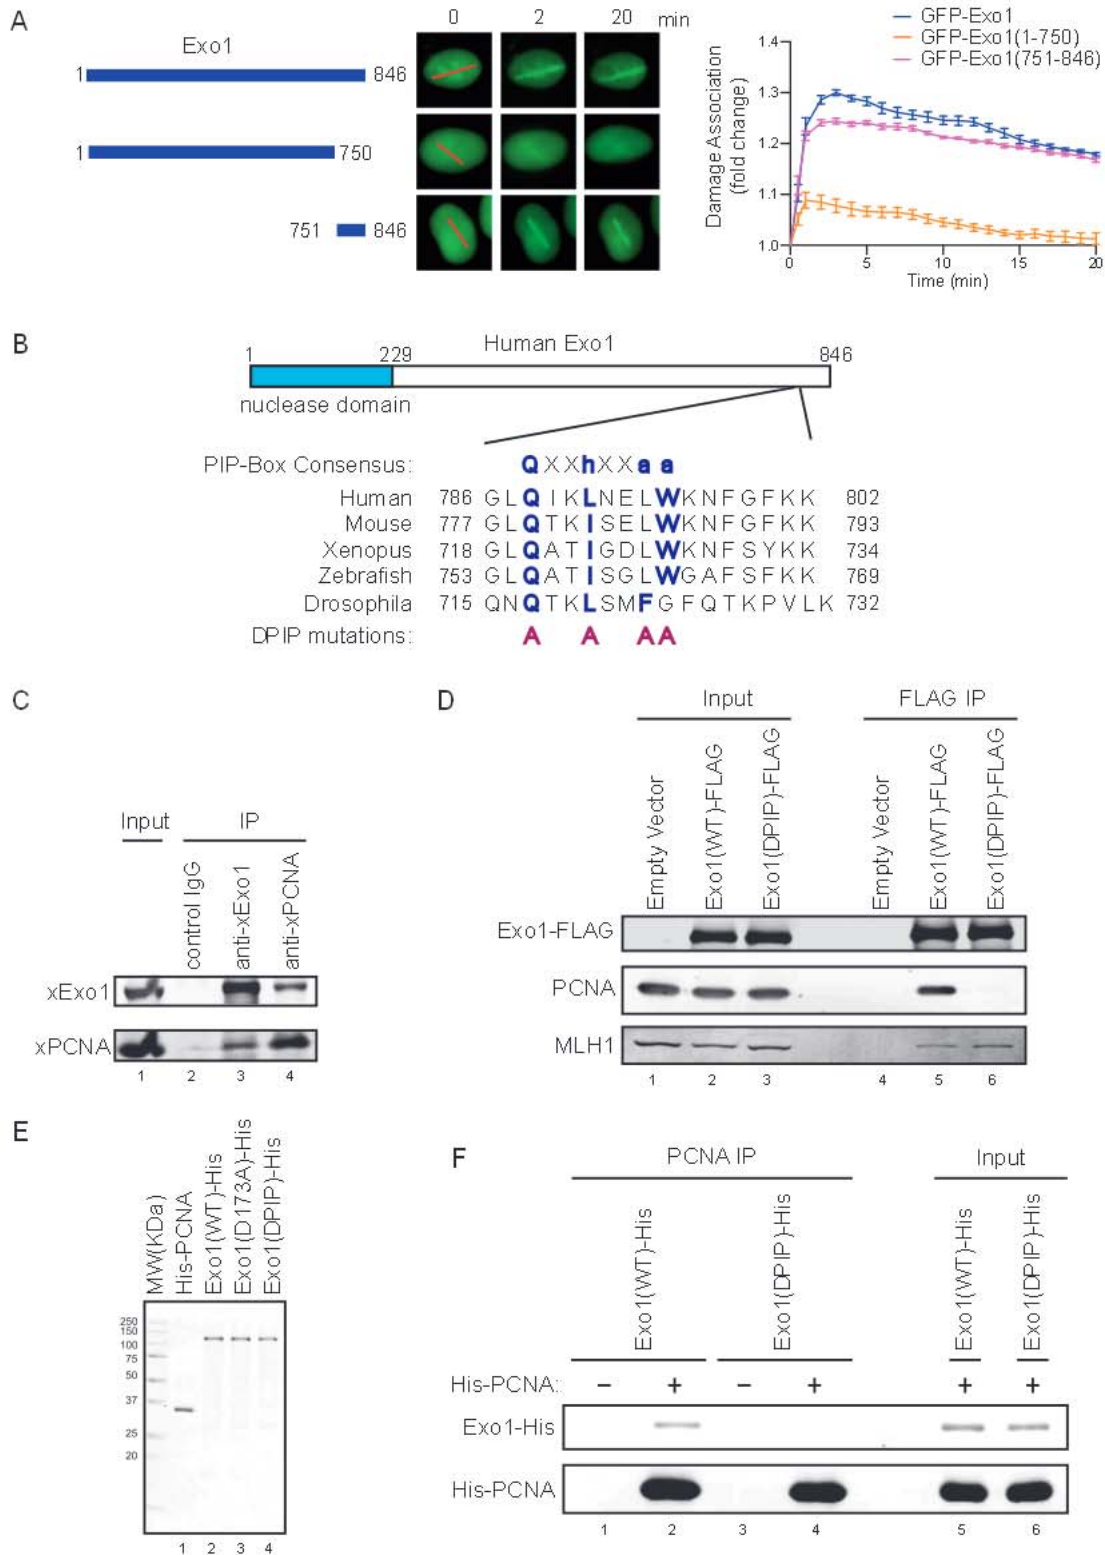 A
Exo1
1 846
1 750
751 846
0 2 20 min
GFP-Exo1
GFP-Exo1(1-750)
GFP-Exo1(751-846)
Damage Association
(fold change)
1.4
1.3
1.2
1.1
1.0
0 5 10 15 20
Time (min)
B
Human Exo1
1 229 846
nuclease domain
PIP-Box Consensus: QXXhXXaa
Human 786 GLQIKLNELWKNFGFKK 802
Mouse 777 GLQTKISELWKNFGFKK 793
Xenopus 718 GLQATIGDLWKNFSYKK 734
Zebrafish 753 GLQATISGLWGAFSFKK 769
Drosophila 715 QNQTKLSMFGFQTKPVLK 732
DPIP mutations: A A AA
C
Input IP
control IgG
anti-xExo1
anti-xPCNA
xExo1
xPCNA
1 2 3 4
D
Input FLAG IP
Empty Vector
Exo1(WT)-FLAG
Exo1(DPIP)-FLAG
Empty Vector
Exo1(WT)-FLAG
Exo1(DPIP)-FLAG
Exo1-FLAG
PCNA
MLH1
1 2 3 4 5 6
E
MW(KDa)
His-PCNA
Exo1(WT)-His
Exo1(D173A)-His
Exo1(DPIP)-His
250
150
100
75
50
37
25
20
1 2 3 4
F
PCNA IP Input
Exo1(WT)-His
Exo1(DPIP)-His
Exo1(WT)-His
Exo1(DPIP)-His
His-PCNA: − + − + + +
Exo1-His
His-PCNA
1 2 3 4 5 6